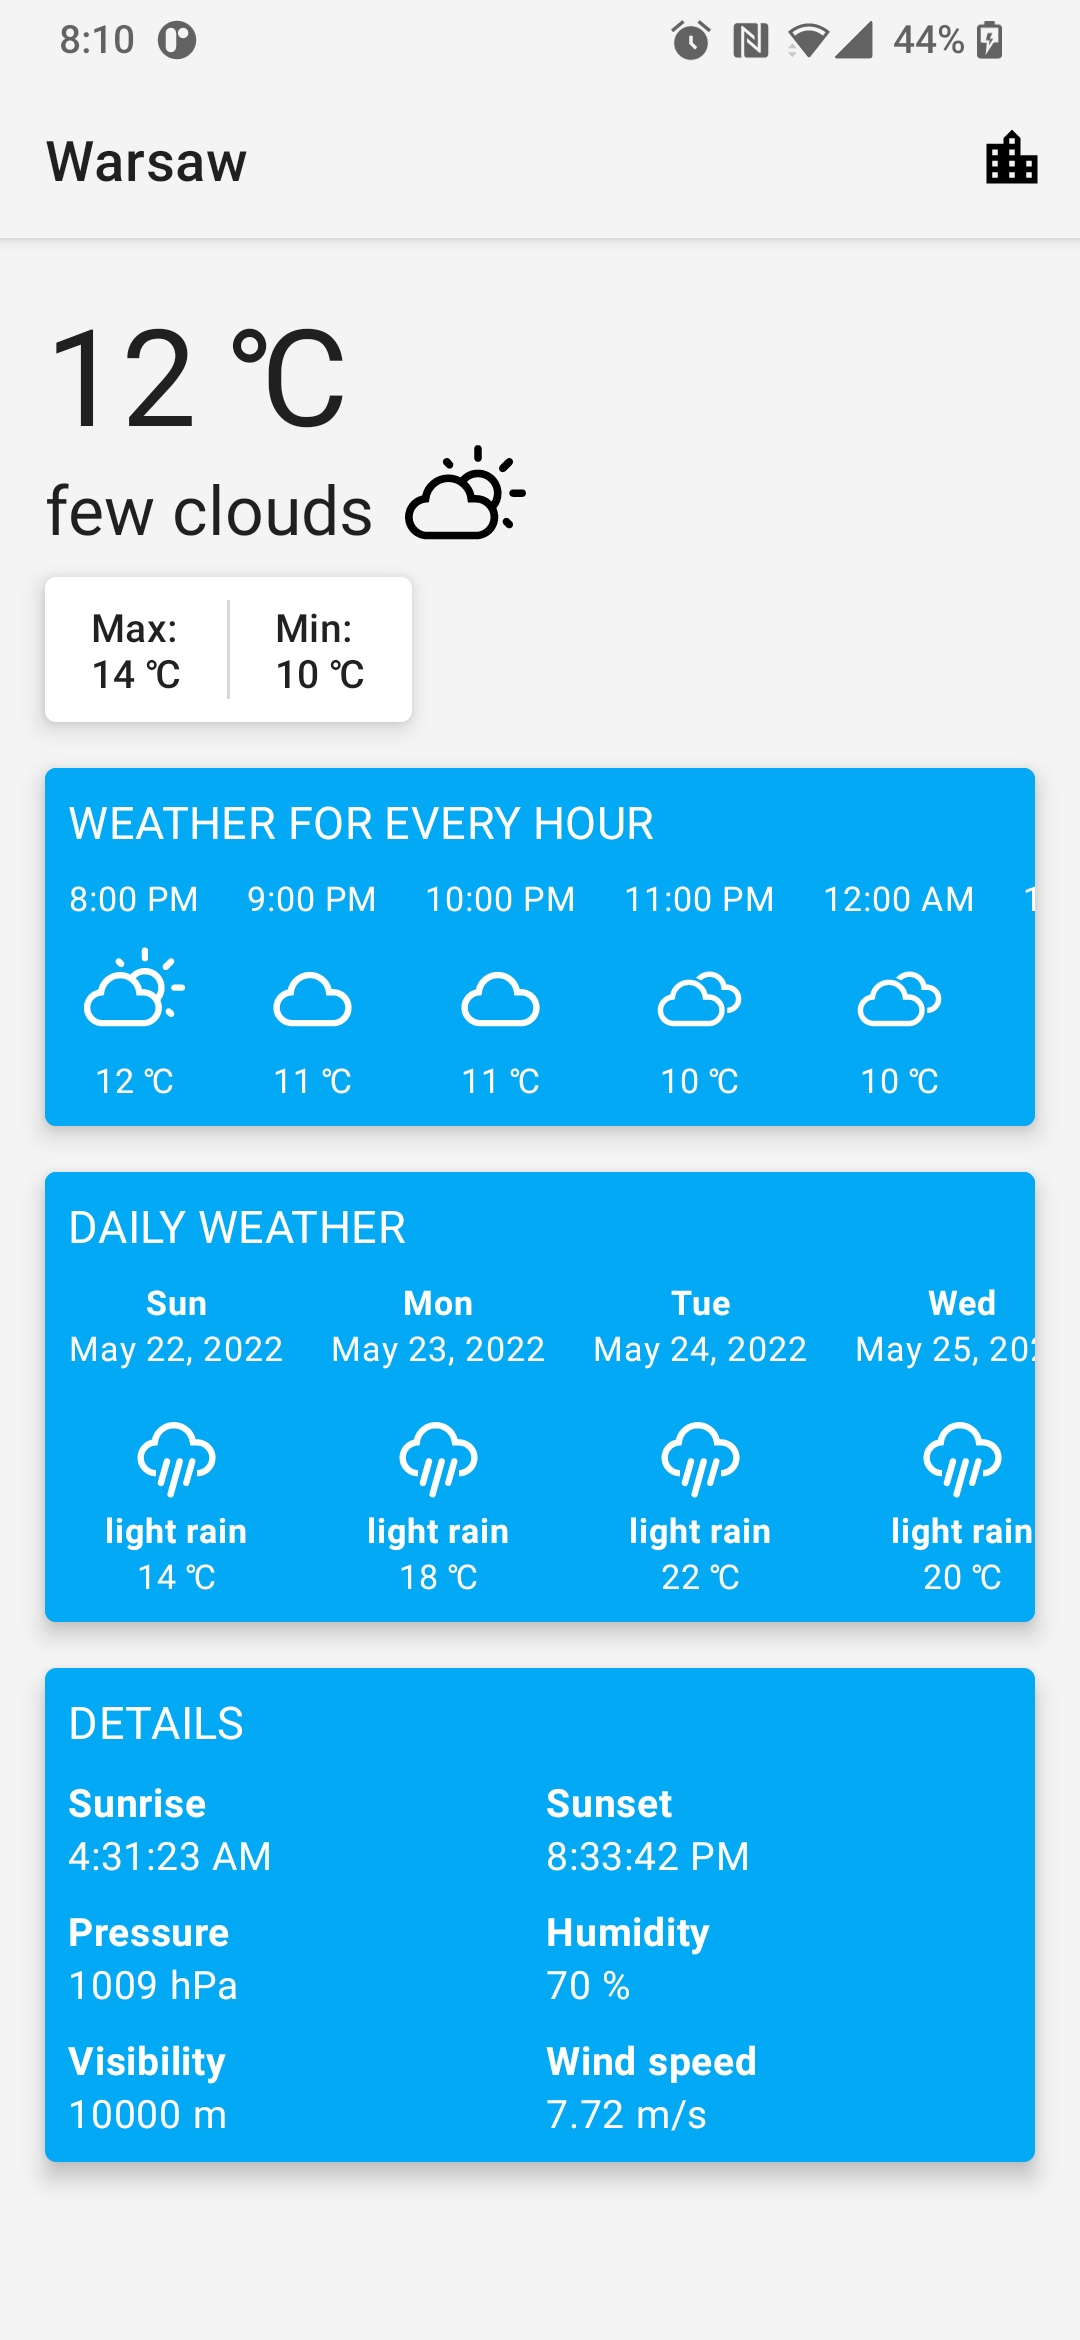 8:10 44%
Warsaw
12 °C
few clouds
Max: Min:
14 °C 10 °C
WEATHER FOR EVERY HOUR
8:00 PM 9:00 PM 10:00 PM 11:00 PM 12:00 AM 1
12 °C 11 °C 11 °C 10 °C 10 °C
DAILY WEATHER
Sun Mon Tue Wed
May 22, 2022 May 23, 2022 May 24, 2022 May 25, 202
light rain light rain light rain light rain
14 °C 18 °C 22 °C 20 °C
DETAILS
Sunrise Sunset
4:31:23 AM 8:33:42 PM
Pressure Humidity
1009 hPa 70 %
Visibility Wind speed
10000 m 7.72 m/s